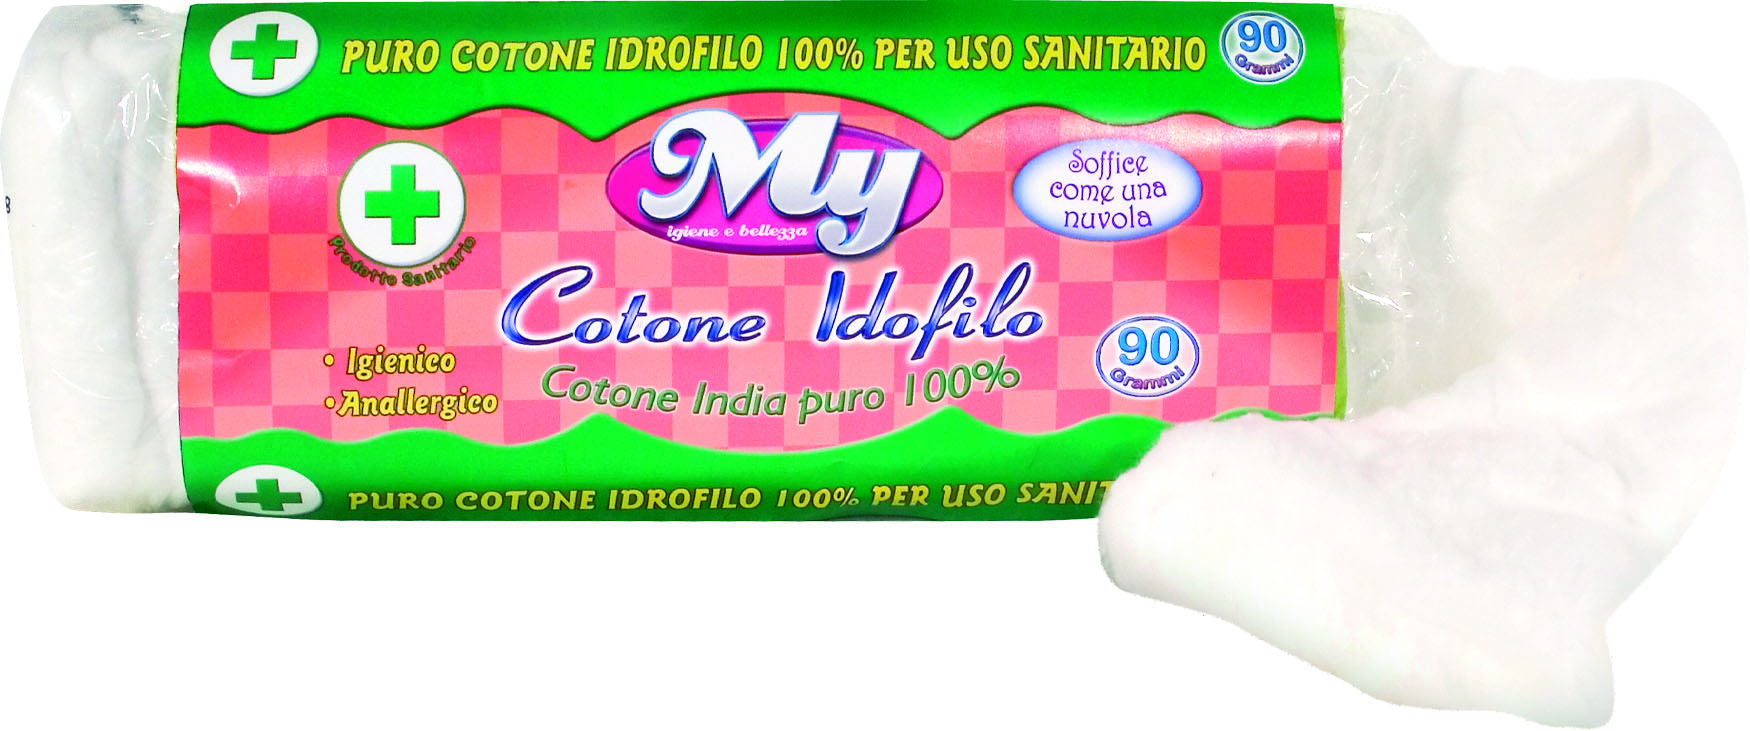 PURO COTONE IDROFILO 100% PER USO SANITARIO
90
Grammi
My
igiene e bellezza
Soffice
come una
nuvola
Prodotto Sanitario
Cotone Idofilo
90
Grammi
• Igienico
• Anallergico
Cotone India puro 100%
PURO COTONE IDROFILO 100% PER USO SANIT
8